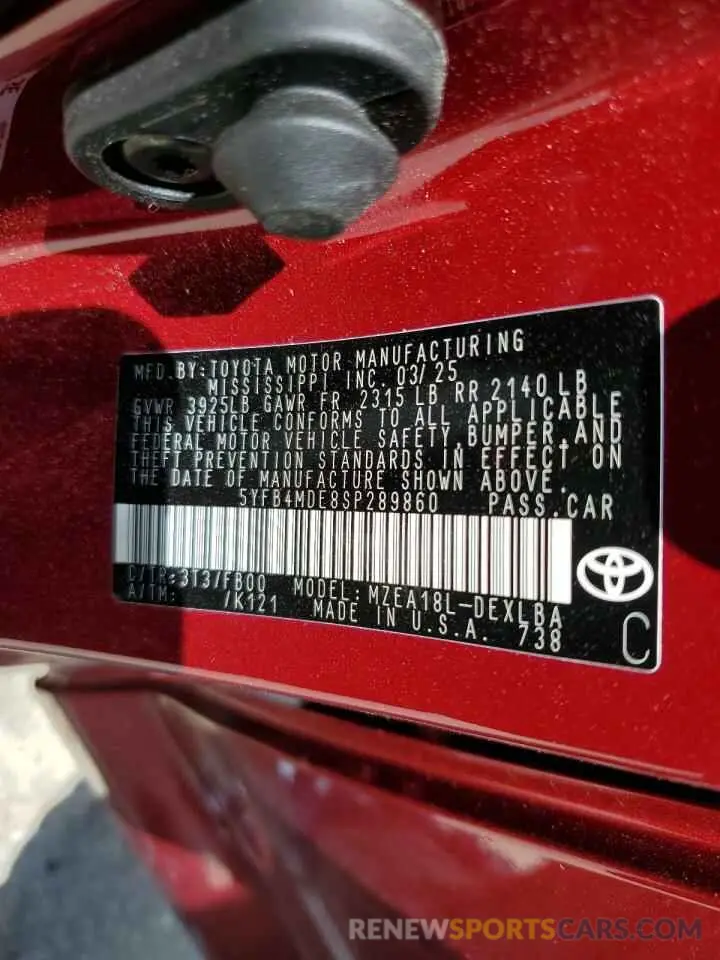 MFD. BY: TOYOTA MOTOR MANUFACTURING
MISSISSIPPI INC. 03/25
GVWR 3925LB GAWR FR 2315 LB RR 2140 LB
THIS VEHICLE CONFORMS TO ALL APPLICABLE
FEDERAL MOTOR VEHICLE SAFETY, BUMPER, AND
THEFT PREVENTION STANDARDS IN EFFECT ON
THE DATE OF MANUFACTURE SHOWN ABOVE.
5YFB4MDE8SP289860 PASS. CAR
C/TR: 3T3/FB00 MODEL: MZEA18L-DEXLBA
A/TM: /K121 MADE IN U.S.A. 738
C
RENEWSPORTSCARS.COM